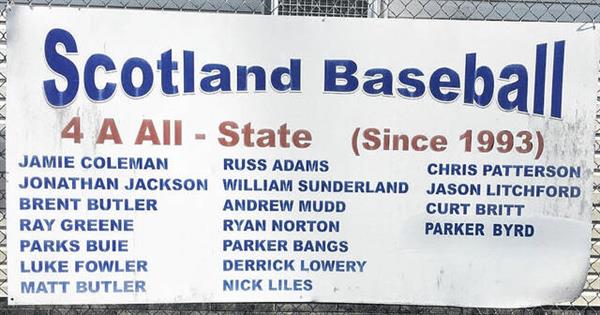 Scotland Baseball
4 A All - State (Since 1993)
JAMIE COLEMAN
JONATHAN JACKSON
BRENT BUTLER
RAY GREENE
PARKS BUIE
LUKE FOWLER
MATT BUTLER
RUSS ADAMS
WILLIAM SUNDERLAND
ANDREW MUDD
RYAN NORTON
PARKER BANGS
DERRICK LOWERY
NICK LILES
CHRIS PATTERSON
JASON LITCHFORD
CURT BRITT
PARKER BYRD